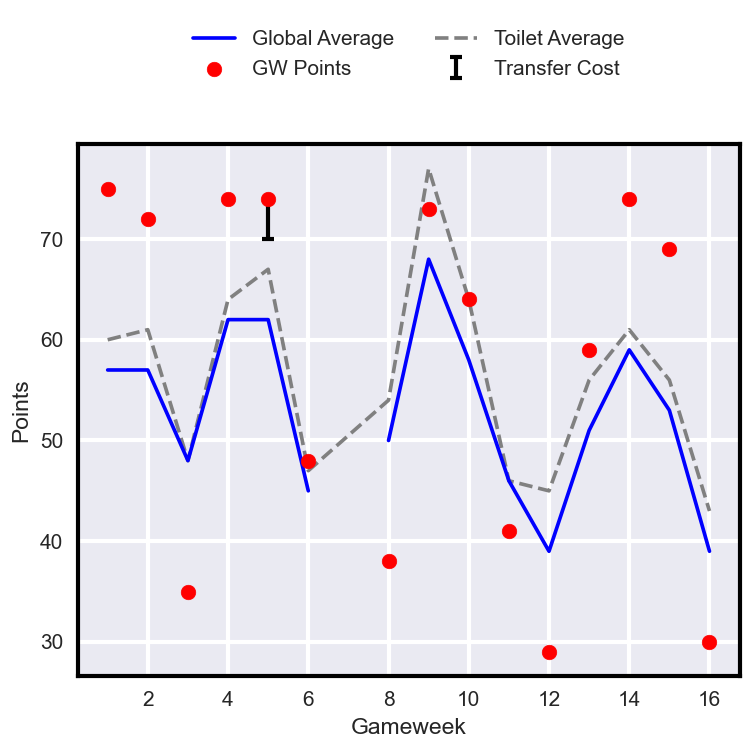 Global Average
Toilet Average
GW Points
Transfer Cost
Points
70
60
50
40
30
2 4 6 8 10 12 14 16
Gameweek